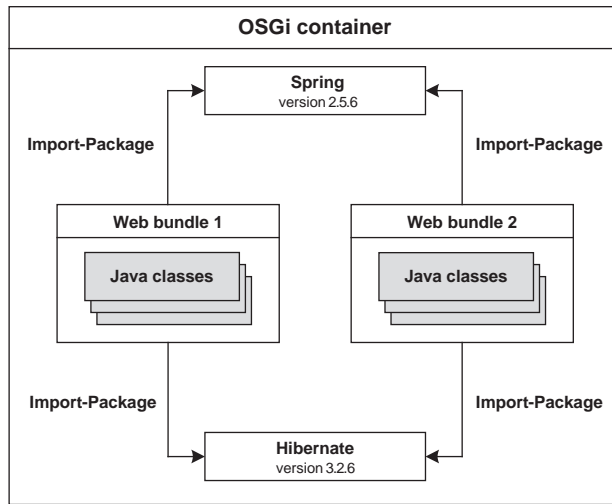 OSGi container
Spring
version 2.5.6
Import-Package
Import-Package
Web bundle 1
Web bundle 2
Java classes
Java classes
Import-Package
Import-Package
Hibernate
version 3.2.6